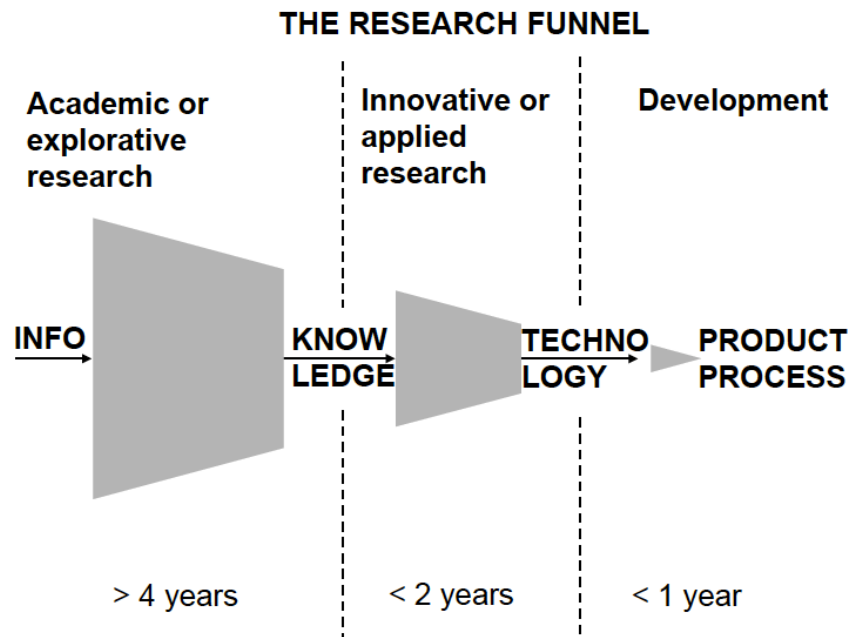 THE RESEARCH FUNNEL
Academic or
explorative
research
Innovative or
applied
research
Development
INFO
KNOW
LEDGE
TECHNO
LOGY
PRODUCT
PROCESS
> 4 years
< 2 years
< 1 year